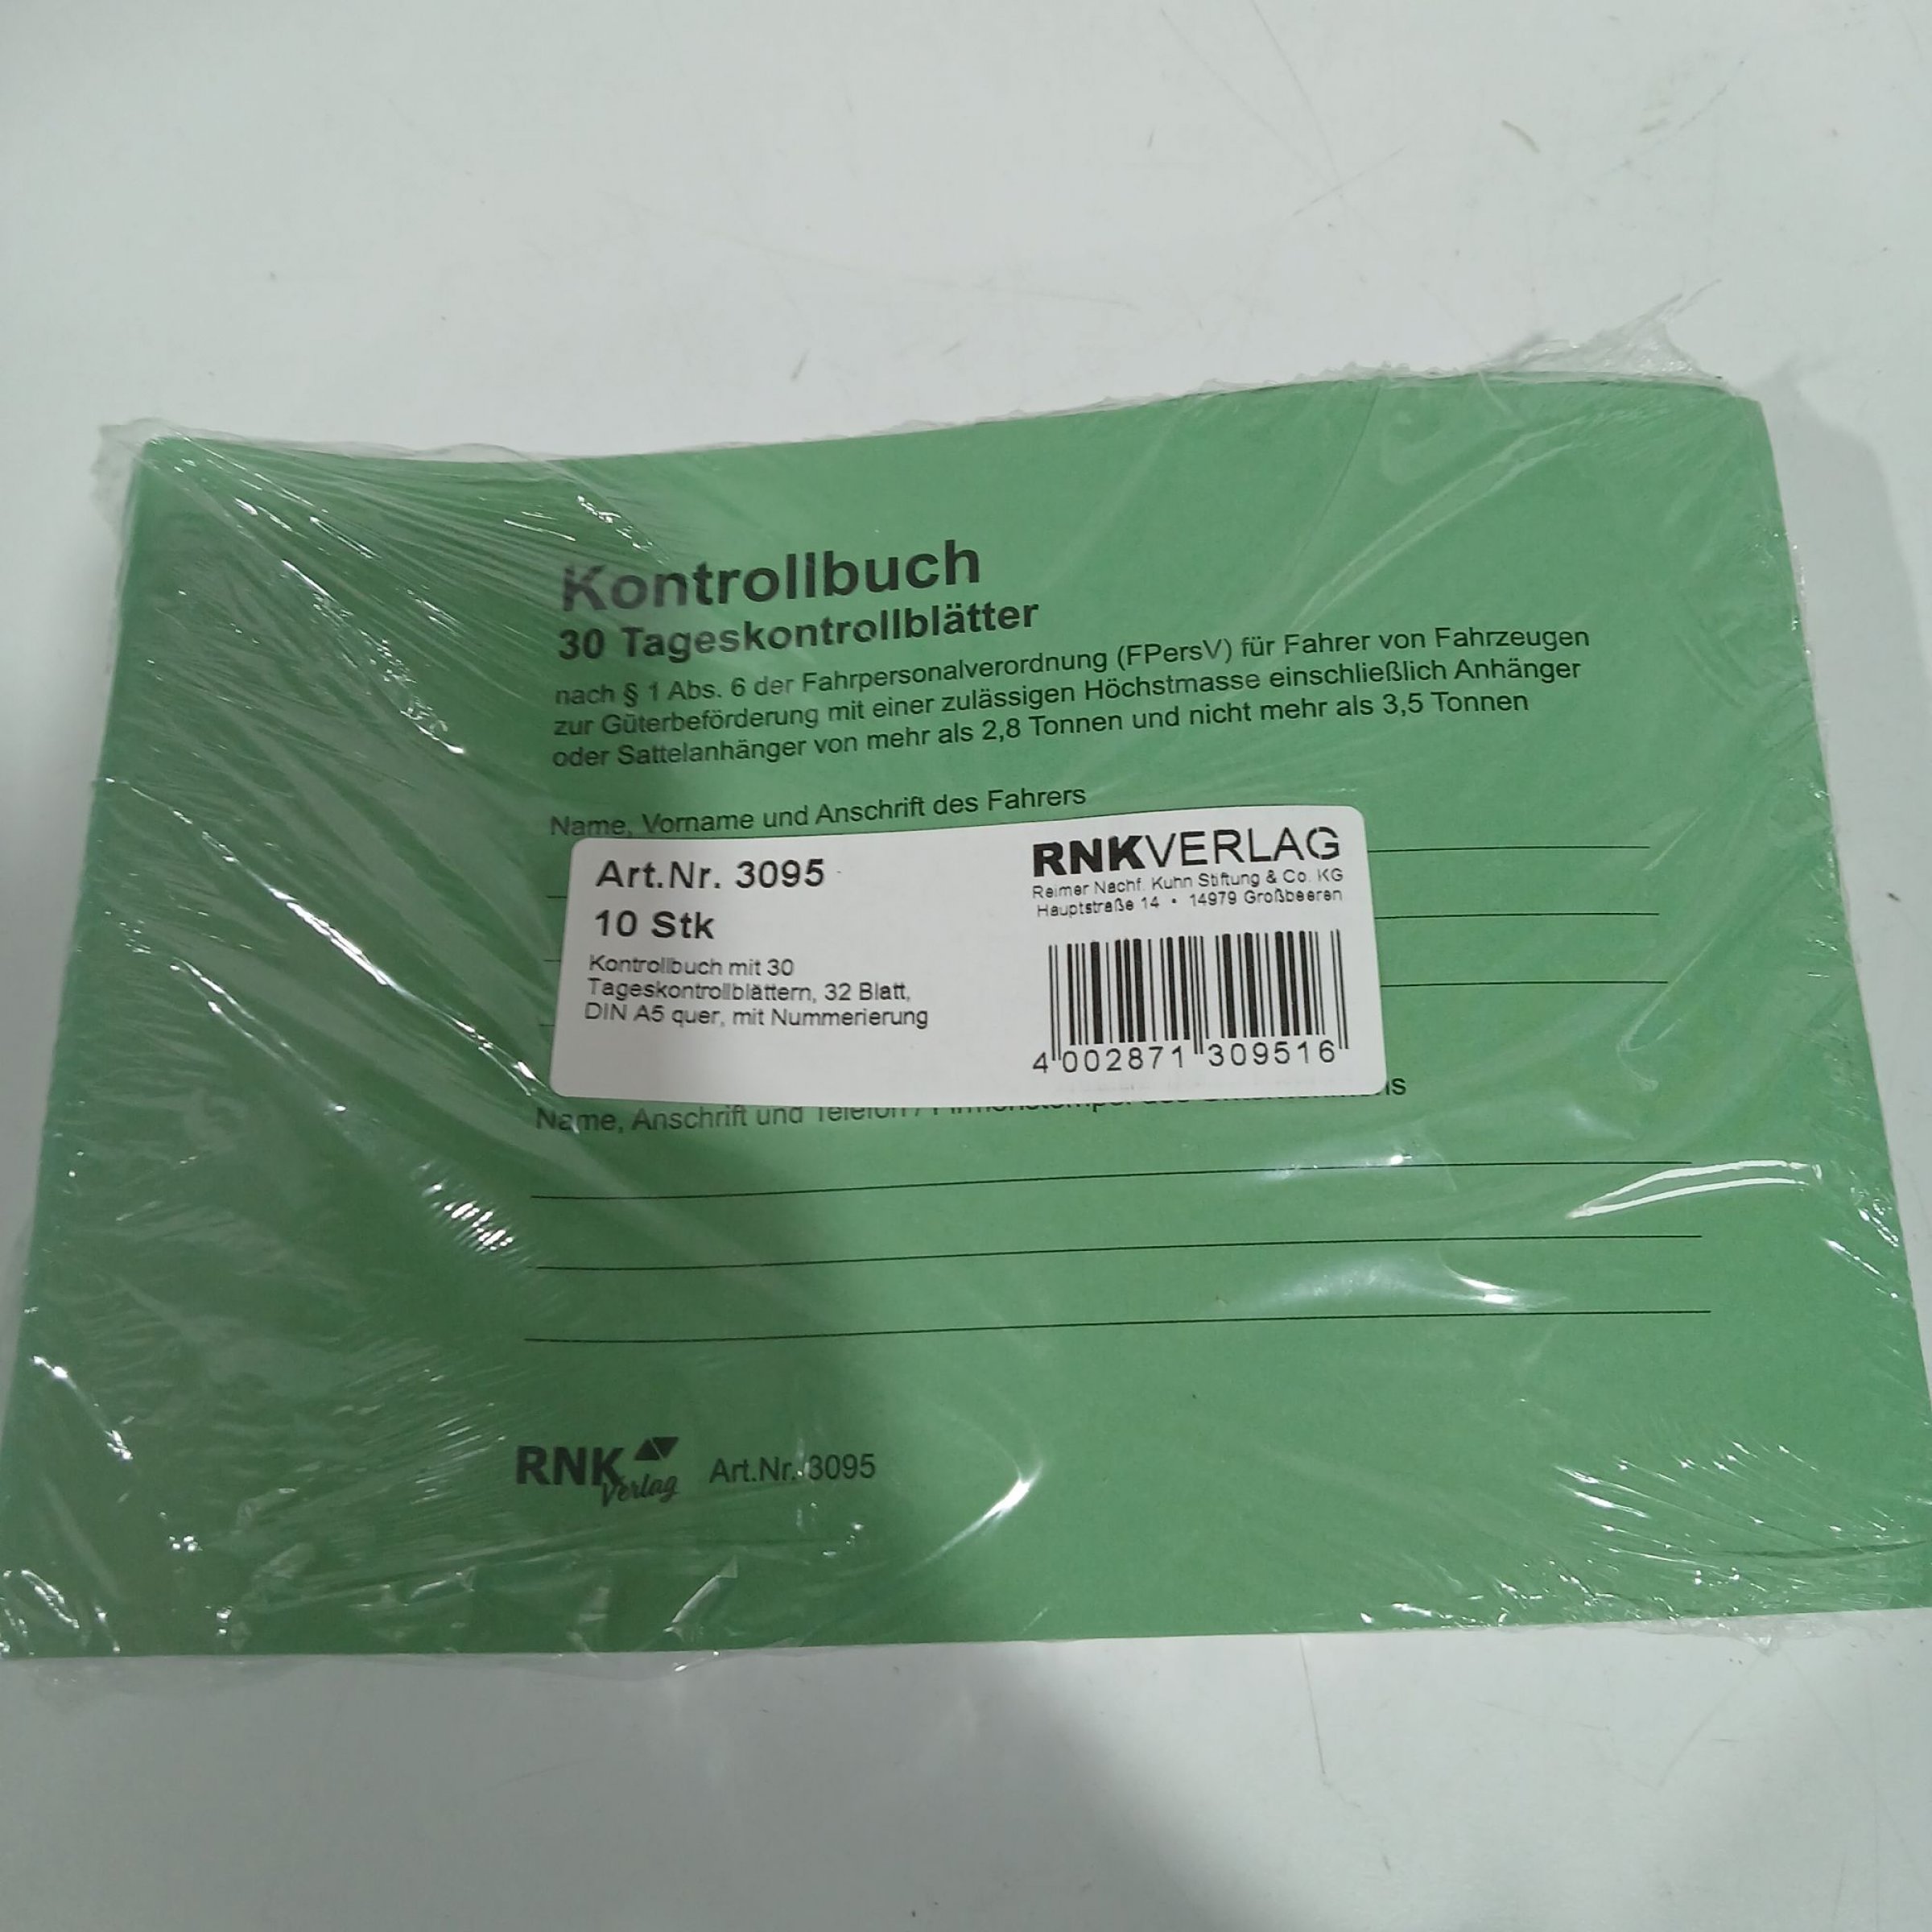 Kontrollbuch
30 Tageskontrollblätter
nach § 1 Abs. 6 der Fahrpersonalverordnung (FPersV) für Fahrer von Fahrzeugen
zur Güterbeförderung mit einer zulässigen Höchstmasse einschließlich Anhänger
oder Sattelanhänger von mehr als 2,8 Tonnen und nicht mehr als 3,5 Tonnen
Name, Vorname und Anschrift des Fahrers
Art.Nr. 3095
10 Stk
Kontrollbuch mit 30
Tageskontrollblättern, 32 Blatt,
DIN A5 quer, mit Nummerierung
RNKVERLAG
Reimer Nachf. Kuhn Stiftung & Co. KG
Hauptstraße 14 • 14979 Großbeeren
4 002871 309516
Name, Anschrift und Telefon /
RNK Verlag Art.Nr. 3095